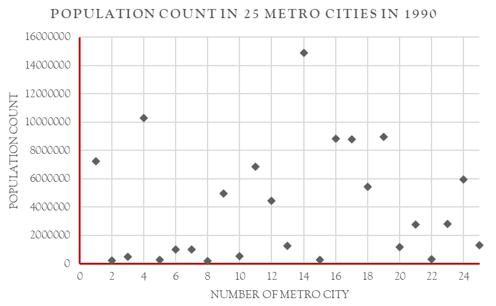 POPULATION COUNT IN 25 METRO CITIES IN 1990
16000000
14000000
12000000
10000000
8000000
6000000
4000000
2000000
0
POPULATION COUNT
0 2 4 6 8 10 12 14 16 18 20 22 24
NUMBER OF METRO CITY